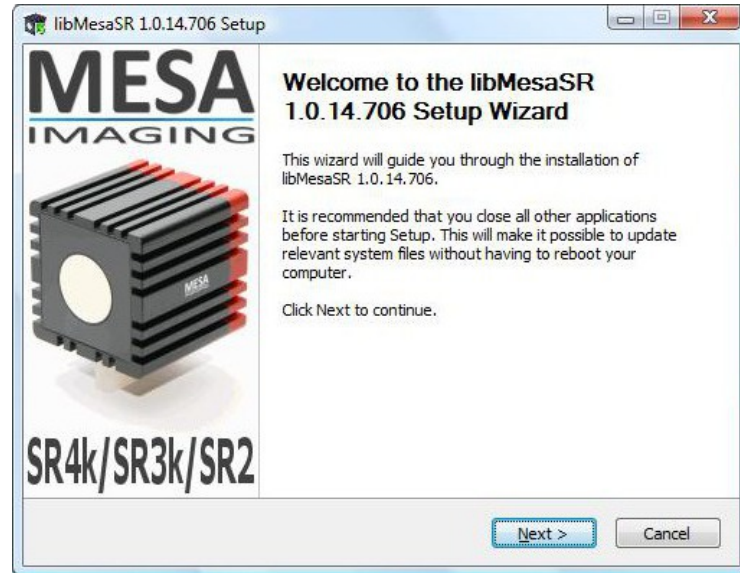 libMesaSR 1.0.14.706 Setup
MESA
IMAGING
MESA
SR4k/SR3k/SR2
Welcome to the libMesaSR
1.0.14.706 Setup Wizard
This wizard will guide you through the installation of
libMesaSR 1.0.14.706.
It is recommended that you close all other applications
before starting Setup. This will make it possible to update
relevant system files without having to reboot your
computer.
Click Next to continue.
Next >
Cancel